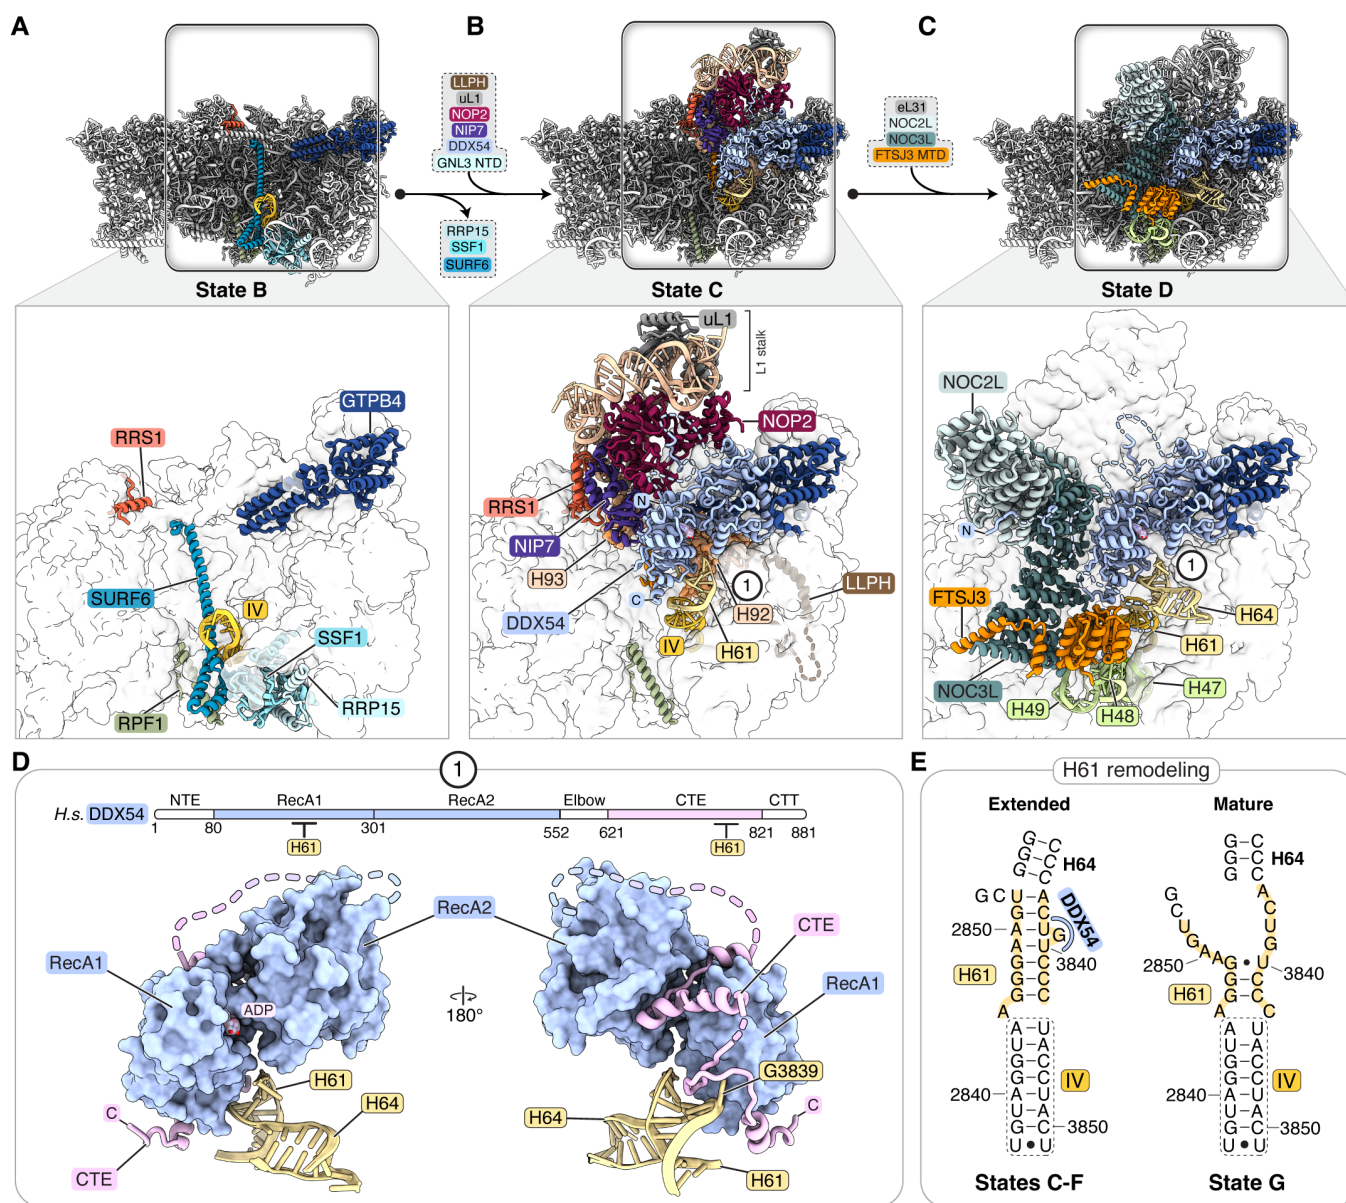 A
B
C
LLPH
uL1
NOP2
NIP7
DDX54
GNL3 NTD
RRP15
SSF1
SURF6
eL31
NOC2L
NOC3L
FTSJ3 MTD
State B
State C
State D
GTPB4
RRS1
SURF6
IV
SSF1
RPF1
RRP15
uL1
L1 stalk
NOP2
RRS1
N
NIP7
H93
1
LLPH
C
H92
DDX54
IV
H61
NOC2L
N
1
FTSJ3
H64
H61
NOC3L
H47
H49
H48
D
1
H.s. DDX54
NTE RecA1 RecA2 Elbow CTE CTT
1 80 301 552 621 821 881
H61 H61
RecA2
CTE
RecA1
RecA1
ADP
180°
H61
G3839
H64
H64
C
C
CTE
H61
E
H61 remodeling
Extended Mature
G C
G C H64
G C
G C U A
G C
2850 A U G DDX54
A U 3840
H61 G C
G C
G C
A
A U
U A
G C
G C IV
2840 A U
U A
G C 3850
U U
G C
G C H64
G C
A
G C
C U
U G
G U
A 3840
2850 A
G
H61 G C
G C
A C
A U
U A
G C
G C IV
2840 A U
U A
G C 3850
U U
States C-F State G